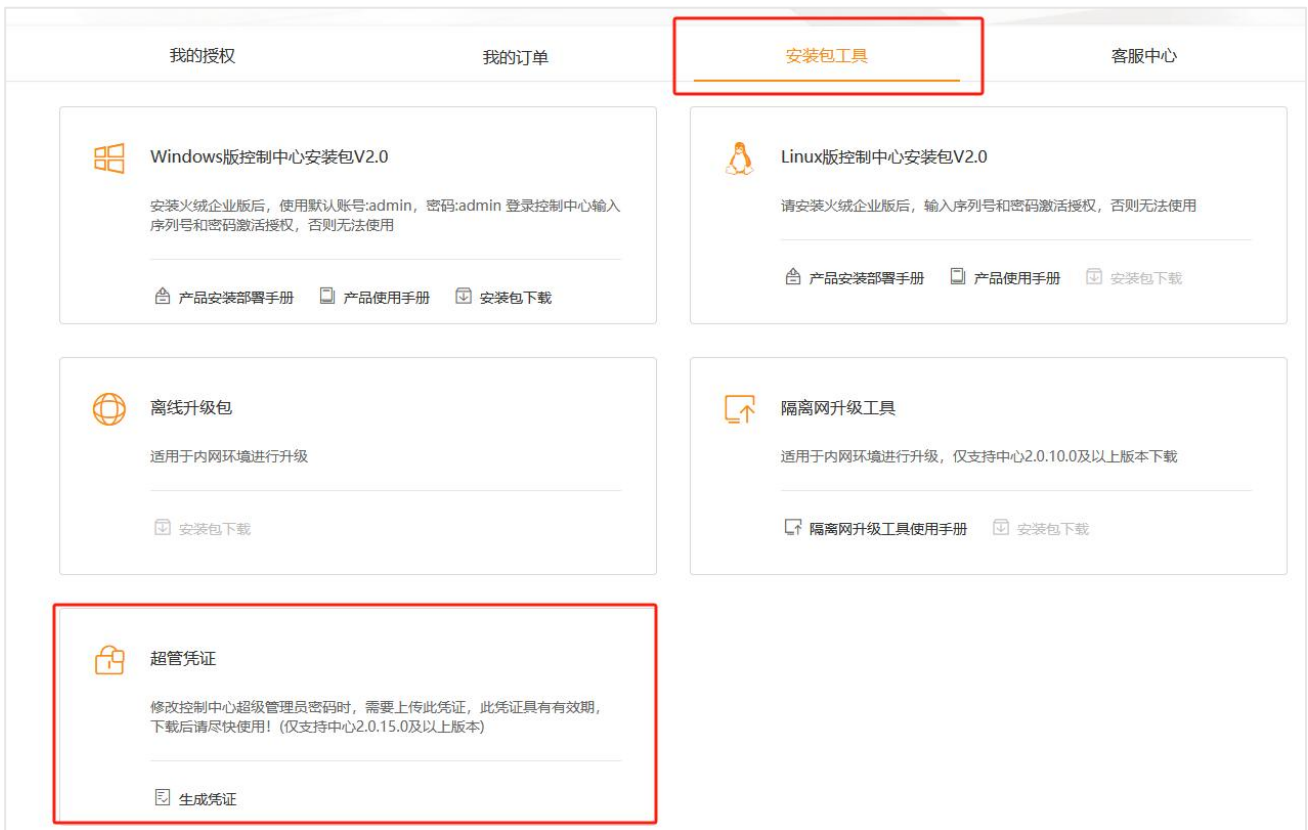 我的授权
我的订单
安装包工具
客服中心
Windows版控制中心安装包V2.0
安装火绒企业版后，使用默认账号:admin，密码:admin 登录控制中心输入
序列号和密码激活授权，否则无法使用
产品安装部署手册
产品使用手册
安装包下载
Linux版控制中心安装包V2.0
请安装火绒企业版后，输入序列号和密码激活授权，否则无法使用
产品安装部署手册
产品使用手册
安装包下载
离线升级包
适用于内网环境进行升级
安装包下载
隔离网升级工具
适用于内网环境进行升级，仅支持中心2.0.10.0及以上版本下载
隔离网升级工具使用手册
安装包下载
超管凭证
修改控制中心超级管理员密码时，需要上传此凭证，此凭证具有有效期，
下载后请尽快使用！(仅支持中心2.0.15.0及以上版本)
生成凭证